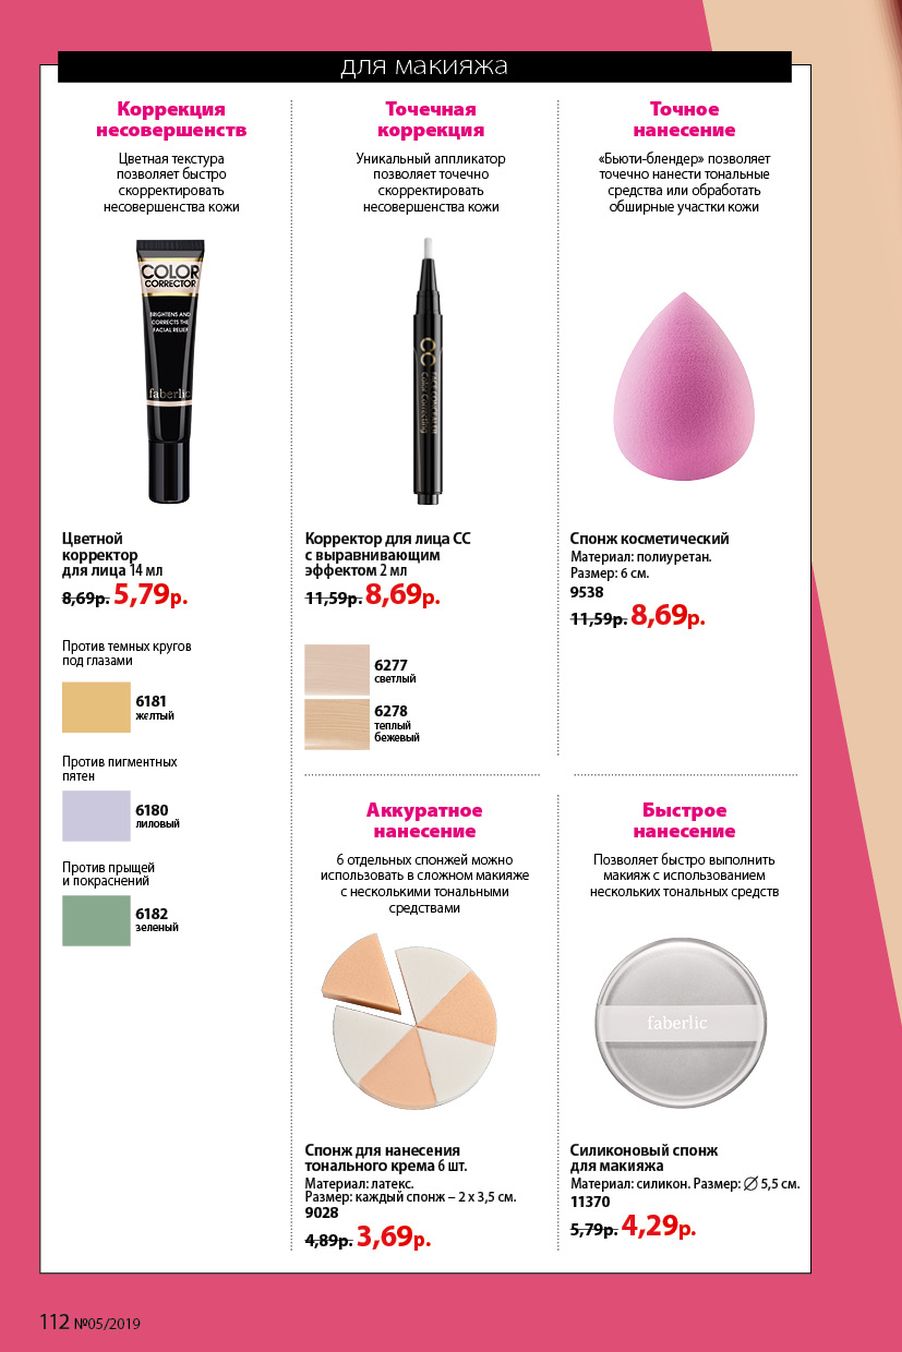 для макияжа
Коррекция
несовершенств
Цветная текстура
позволяет быстро
скорректировать
несовершенства кожи
COLOR
CORRECTOR
BRIGHTENS AND
CORRECTS THE
FACIAL RELIEF
faberlic
Цветной
корректор
для лица 14 мл
8,69р. 5,79р.
Против темных кругов
под глазами
6181
желтый
Против пигментных
пятен
6180
лиловый
Против прыщей
и покраснений
6182
зеленый
Точечная
коррекция
Уникальный аппликатор
позволяет точечно
скорректировать
несовершенства кожи
CC
FACE CONCEALER
Color Correcting
Корректор для лица СС
с выравнивающим
эффектом 2 мл
11,59р. 8,69р.
6277
светлый
6278
теплый
бежевый
Точное
нанесение
«Бьюти-блендер» позволяет
точечно нанести тональные
средства или обработать
обширные участки кожи
Спонж косметический
Материал: полиуретан.
Размер: 6 см.
9538
11,59р. 8,69р.
Аккуратное
нанесение
6 отдельных спонжей можно
использовать в сложном макияже
с несколькими тональными
средствами
Спонж для нанесения
тонального крема 6 шт.
Материал: латекс.
Размер: каждый спонж – 2 х 3,5 см.
9028
4,89р. 3,69р.
Быстрое
нанесение
Позволяет быстро выполнить
макияж с использованием
нескольких тональных средств
faberlic
Силиконовый спонж
для макияжа
Материал: силикон. Размер: ∅ 5,5 см.
11370
5,79р. 4,29р.
112 №05/2019